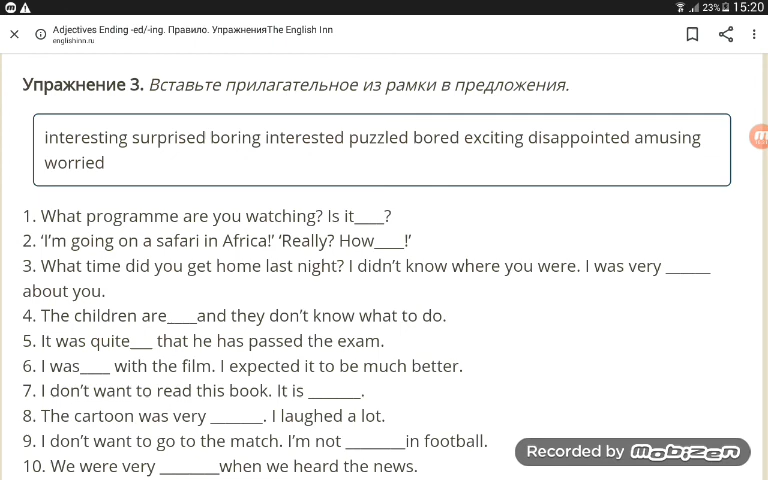 23% 15:20
Adjectives Ending -ed/-ing. Правило. УпражненияThe English Inn
englishinn.ru
Упражнение 3. Вставьте прилагательное из рамки в предложения.
interesting surprised boring interested puzzled bored exciting disappointed amusing
worried
1. What programme are you watching? Is it____?
2. ‘I’m going on a safari in Africa!’ ‘Really? How____!’
3. What time did you get home last night? I didn’t know where you were. I was very ______
about you.
4. The children are____and they don’t know what to do.
5. It was quite___ that he has passed the exam.
6. I was____ with the film. I expected it to be much better.
7. I don’t want to read this book. It is _______.
8. The cartoon was very _______. I laughed a lot.
9. I don’t want to go to the match. I’m not ________in football.
10. We were very ________when we heard the news.
Recorded by mobizen